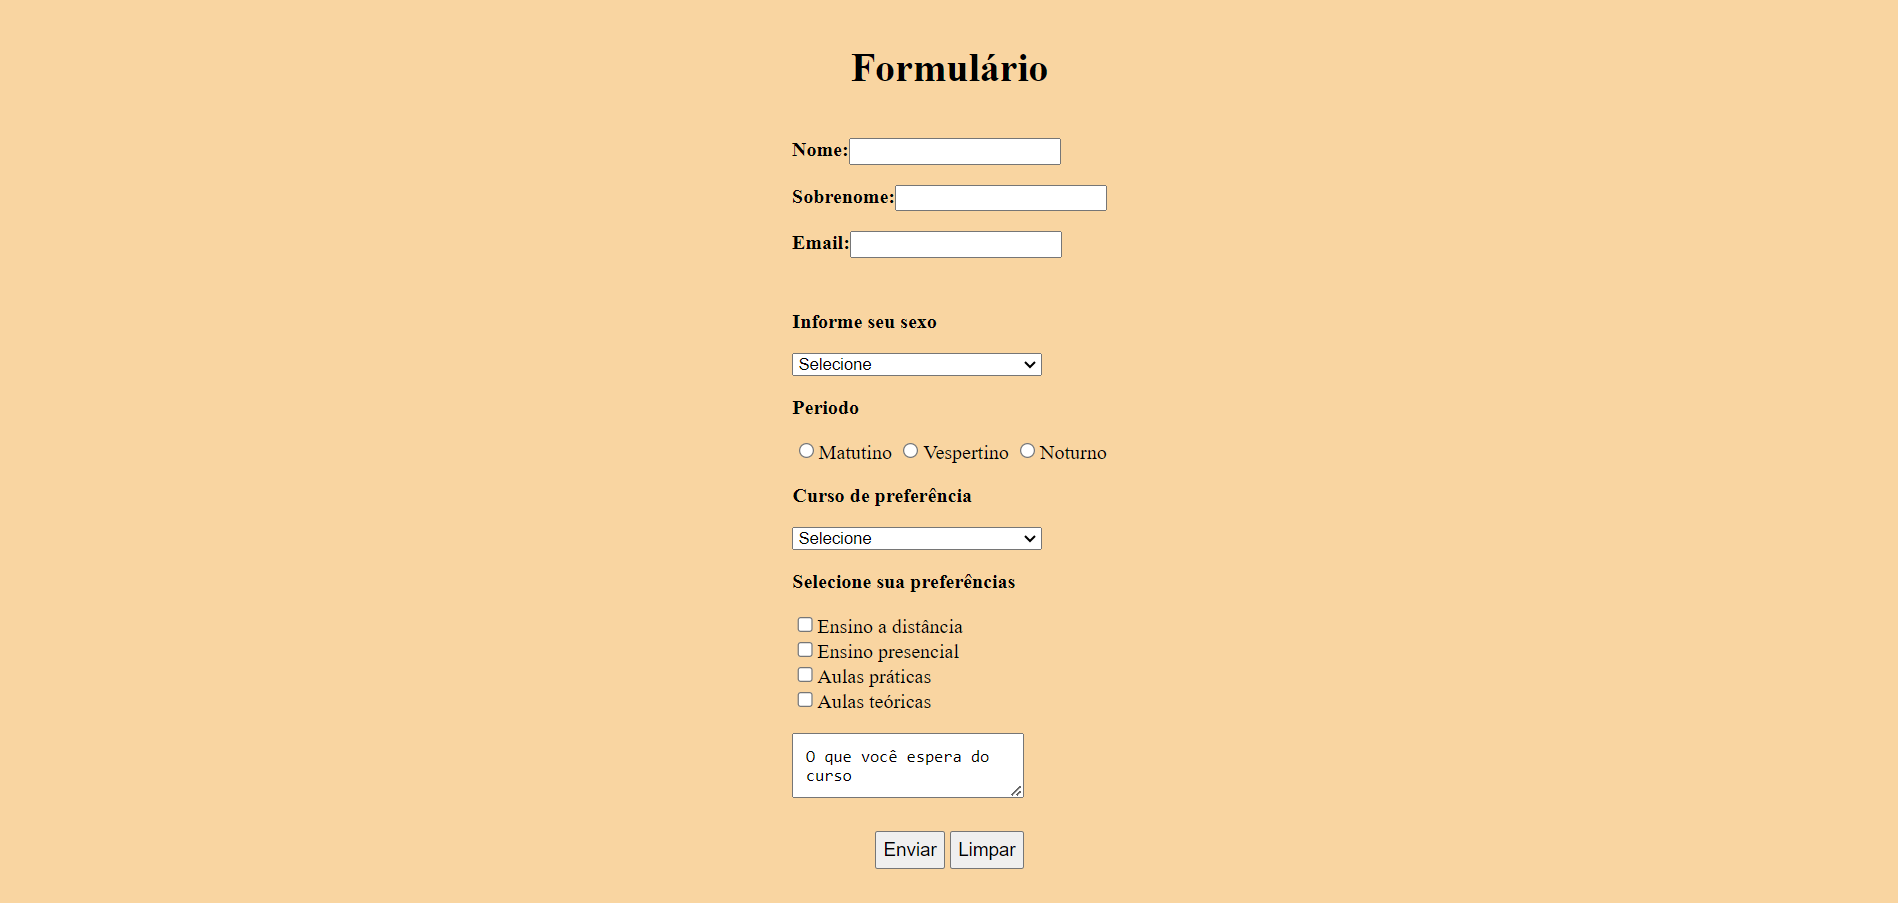 Formulário
Nome:
Sobrenome:
Email:
Informe seu sexo
Selecione
Periodo
Matutino Vespertino Noturno
Curso de preferência
Selecione
Selecione sua preferências
Ensino a distância
Ensino presencial
Aulas práticas
Aulas teóricas
O que você espera do
curso
Enviar Limpar